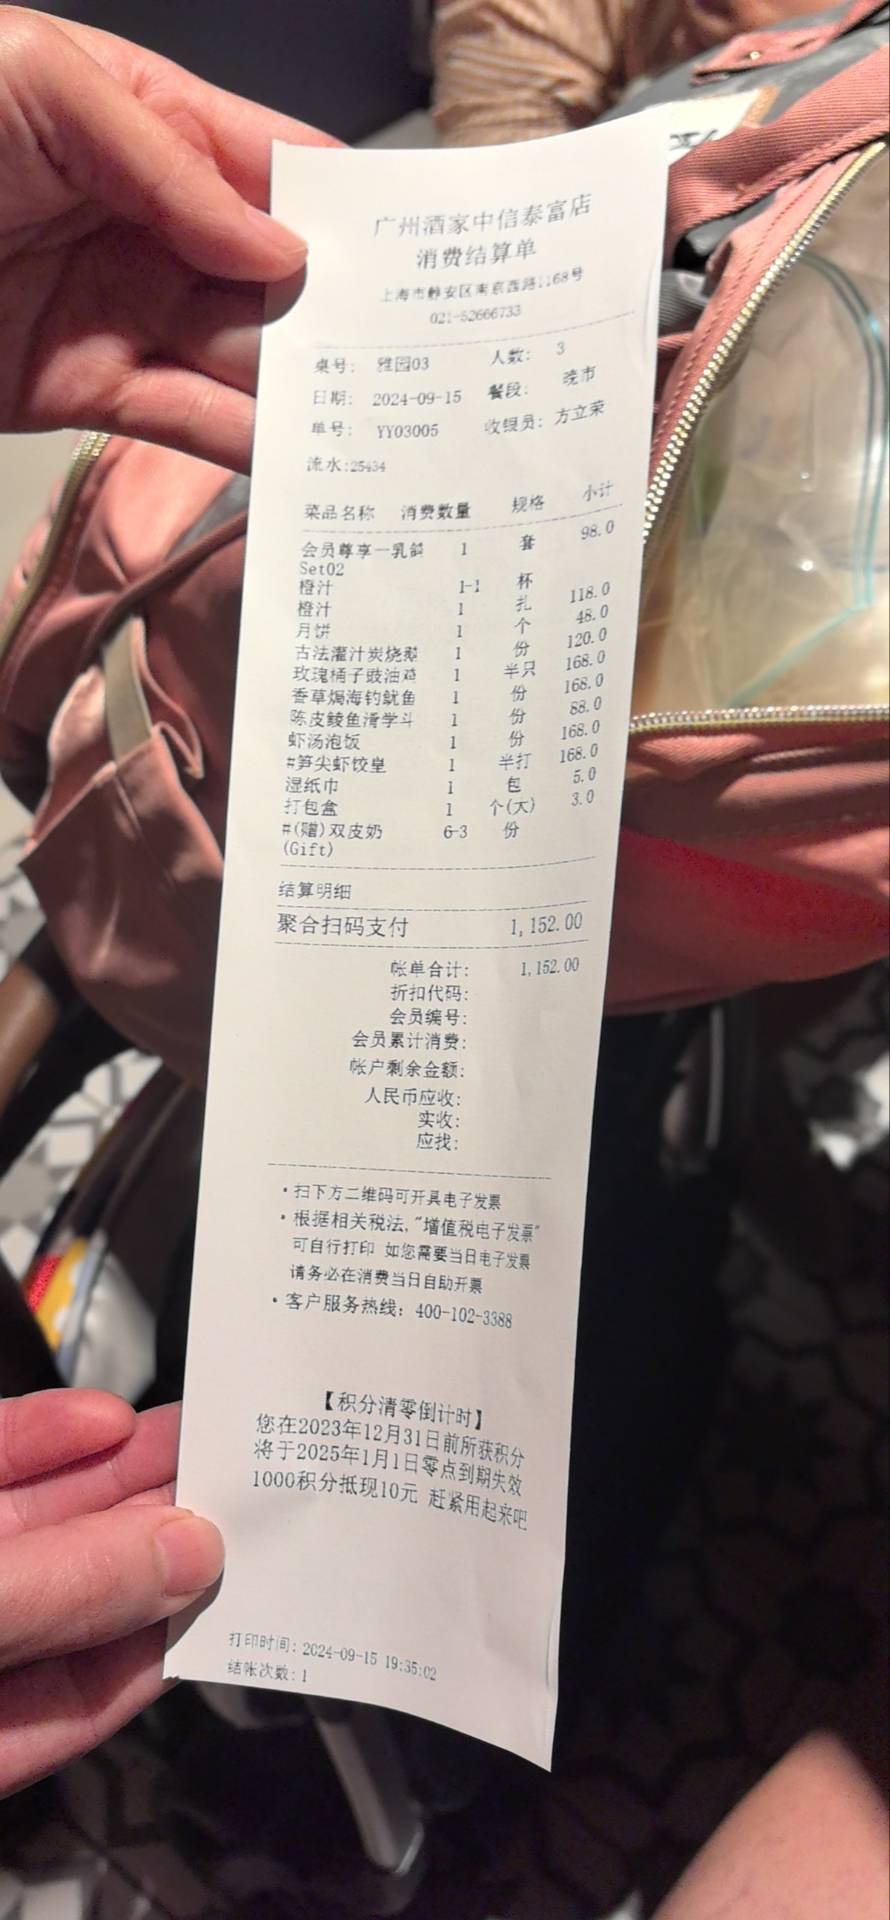 广州酒家中信泰富店
消费结算单
上海市静安区南京西路1168号
021-52666733
桌号: 雅园03 人数: 3
日期: 2024-09-15 餐段: 晚市
单号: YY03005 收银员: 方立荣
流水:25434
菜品名称 消费数量 规格 小计
会员尊享一乳鸽 1 套 98.0
Set02
橙汁 1-1 杯
橙汁 1 扎 118.0
月饼 1 个 48.0
古法灌汁炭烧鹅 1 份 120.0
玫瑰桶子豉油鸡 1 半只 168.0
香草焗海钓鱿鱼 1 份 168.0
陈皮鲮鱼滑学斗 1 份 88.0
虾汤泡饭 1 份 168.0
#笋尖虾饺皇 1 半打 168.0
湿纸巾 1 包 5.0
打包盒 1 个(大) 3.0
#(赠)双皮奶 6-3 份
(Gift)
结算明细
聚合扫码支付 1,152.00
帐单合计: 1,152.00
折扣代码:
会员编号:
会员累计消费:
帐户剩余金额:
人民币应收:
实收:
应找:
·扫下方二维码可开具电子发票
·根据相关税法,"增值税电子发票"
可自行打印 如您需要当日电子发票
请务必在消费当日自助开票
·客户服务热线: 400-102-3388
【积分清零倒计时】
您在2023年12月31日前所获积分
将于2025年1月1日零点到期失效
1000积分抵现10元 赶紧用起来吧
打印时间: 2024-09-15 19:35:02
结帐次数: 1